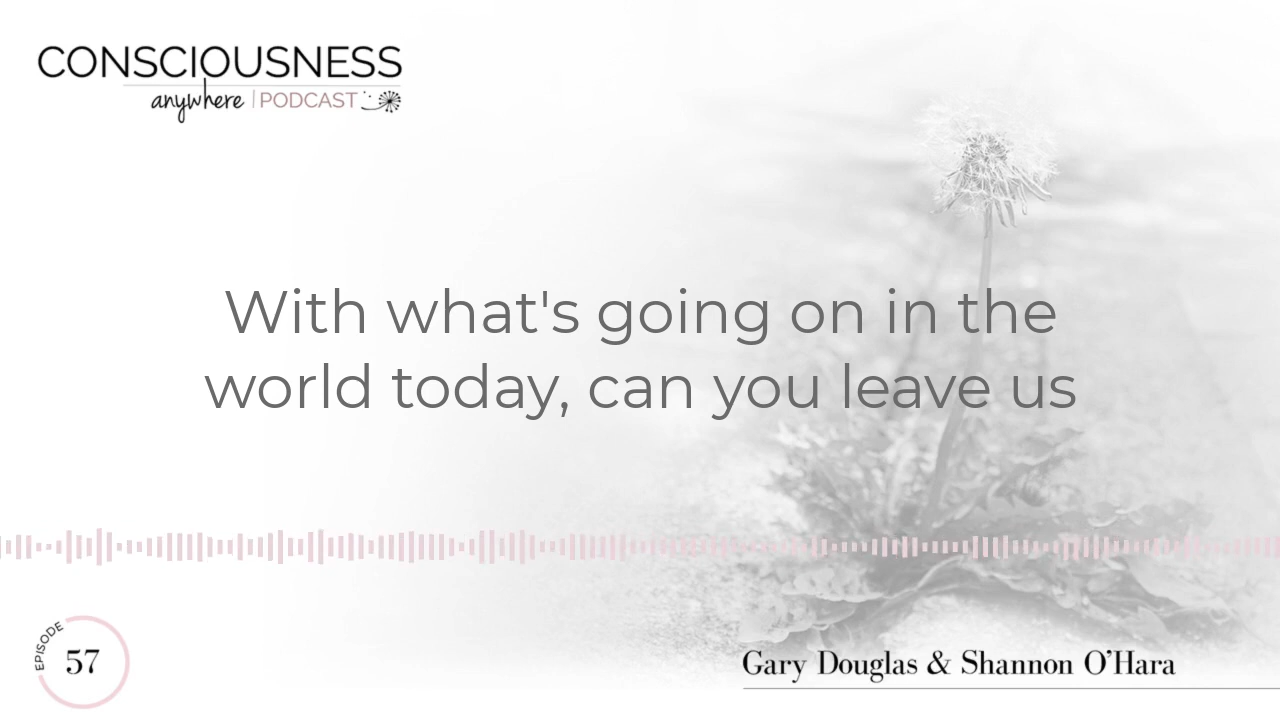 CONSCIOUSNESS
anywhere | PODCAST
With what's going on in the
world today, can you leave us
EPISODE
57
Gary Douglas & Shannon O'Hara